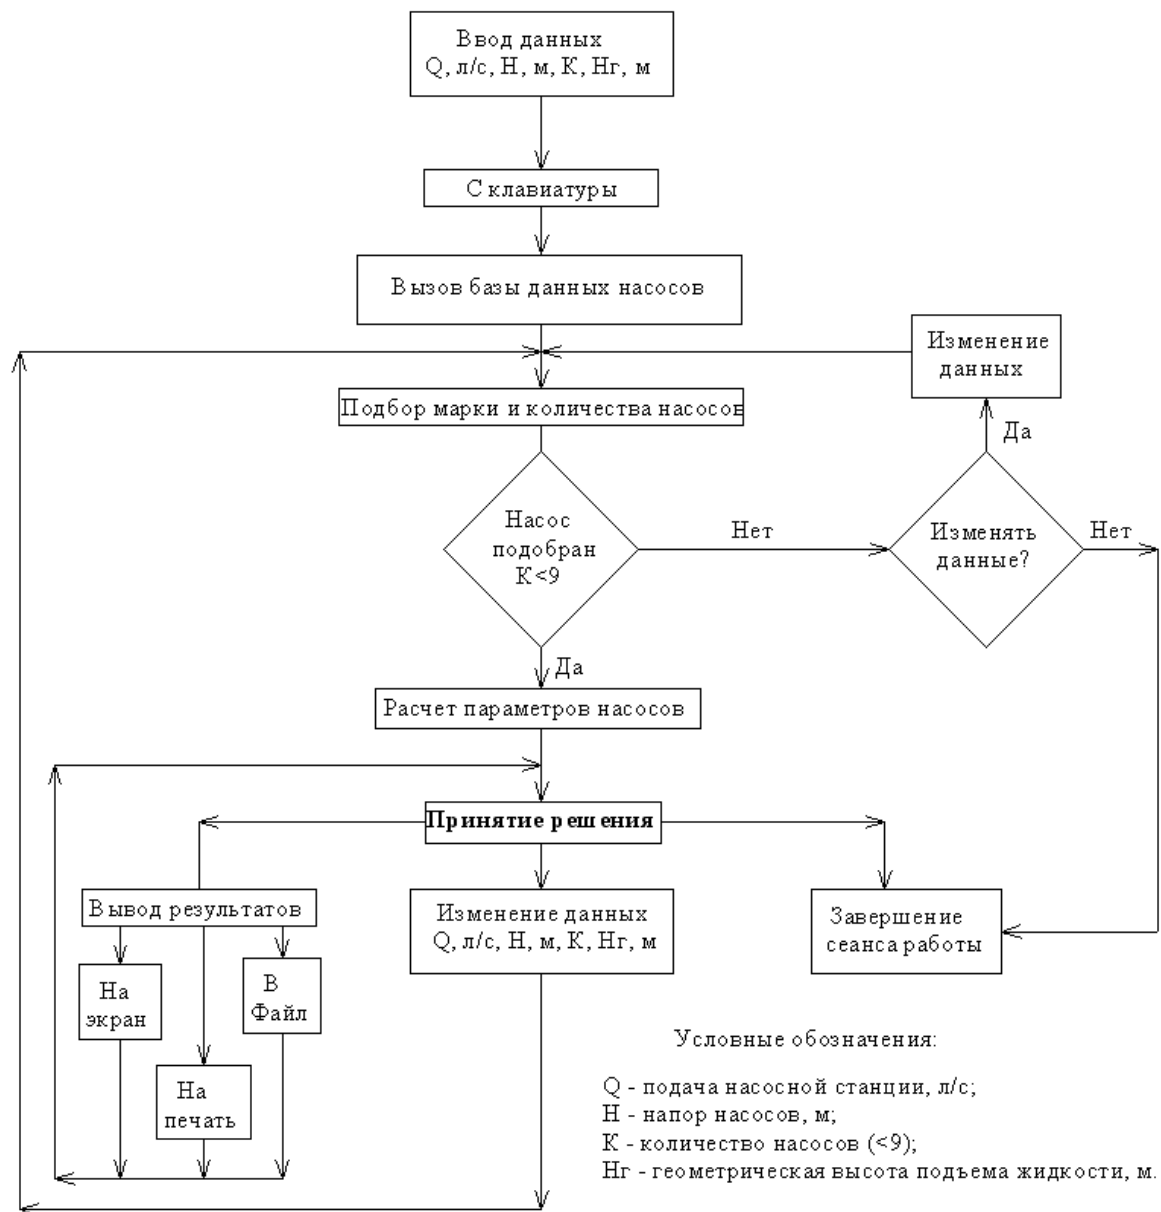 Ввод данных
Q, л/с, Н, м, К, Нг, м
С клавиатуры
Вызов базы данных насосов
Изменение
данных
Подбор марки и количества насосов
Да
Насос
подобран
К<9
Нет
Изменять
данные?
Нет
Да
Расчет параметров насосов
Принятие решения
Вывод результатов
Изменение данных
Q, л/с, Н, м, К, Нг, м
Завершение
сеанса работы
На
экран
В
Файл
На
печать
Условные обозначения:
Q - подача насосной станции, л/с;
Н - напор насосов, м;
К - количество насосов (<9);
Нг - геометрическая высота подъема жидкости, м.